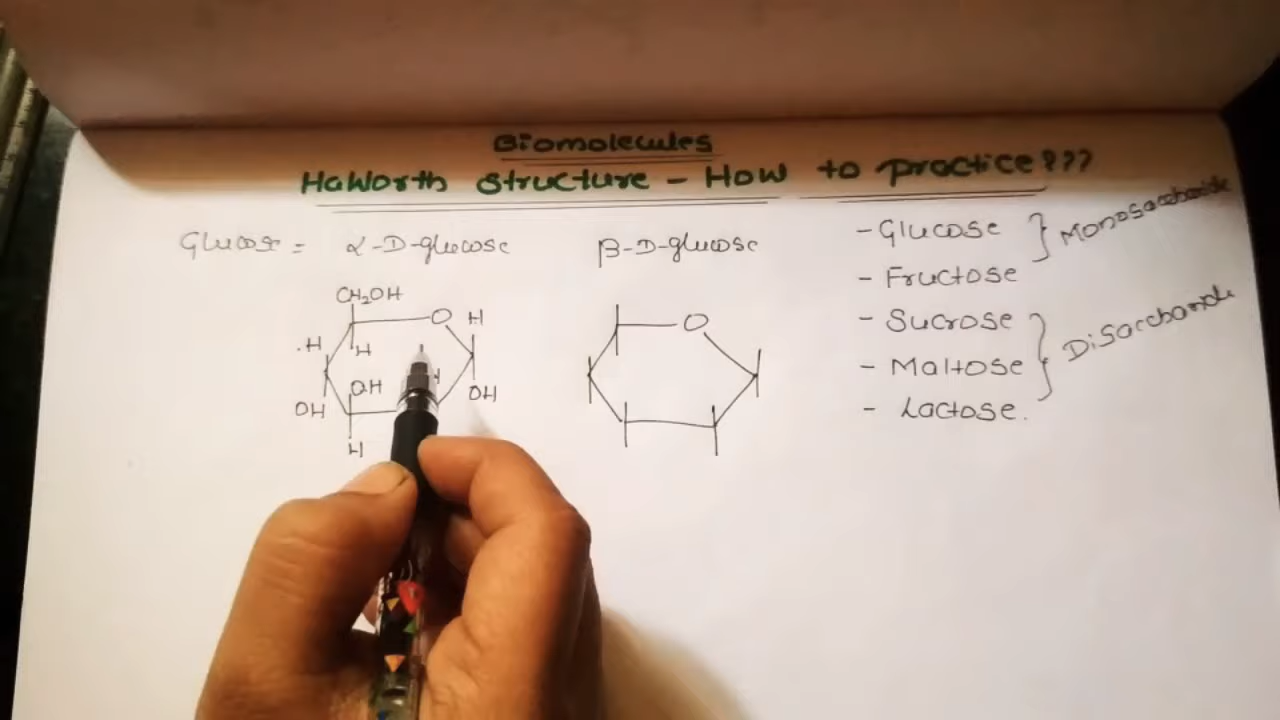 Biomolecules
Haworth structure - How to practice???
Glucose = α-D-glucose β-D-glucose
- Glucose
- Fructose
} Monosaccharide
- Sucrose
- Maltose
- Lactose.
} Disaccharide
CH₂OH
O H
H H
OH OH
OH H
H
O